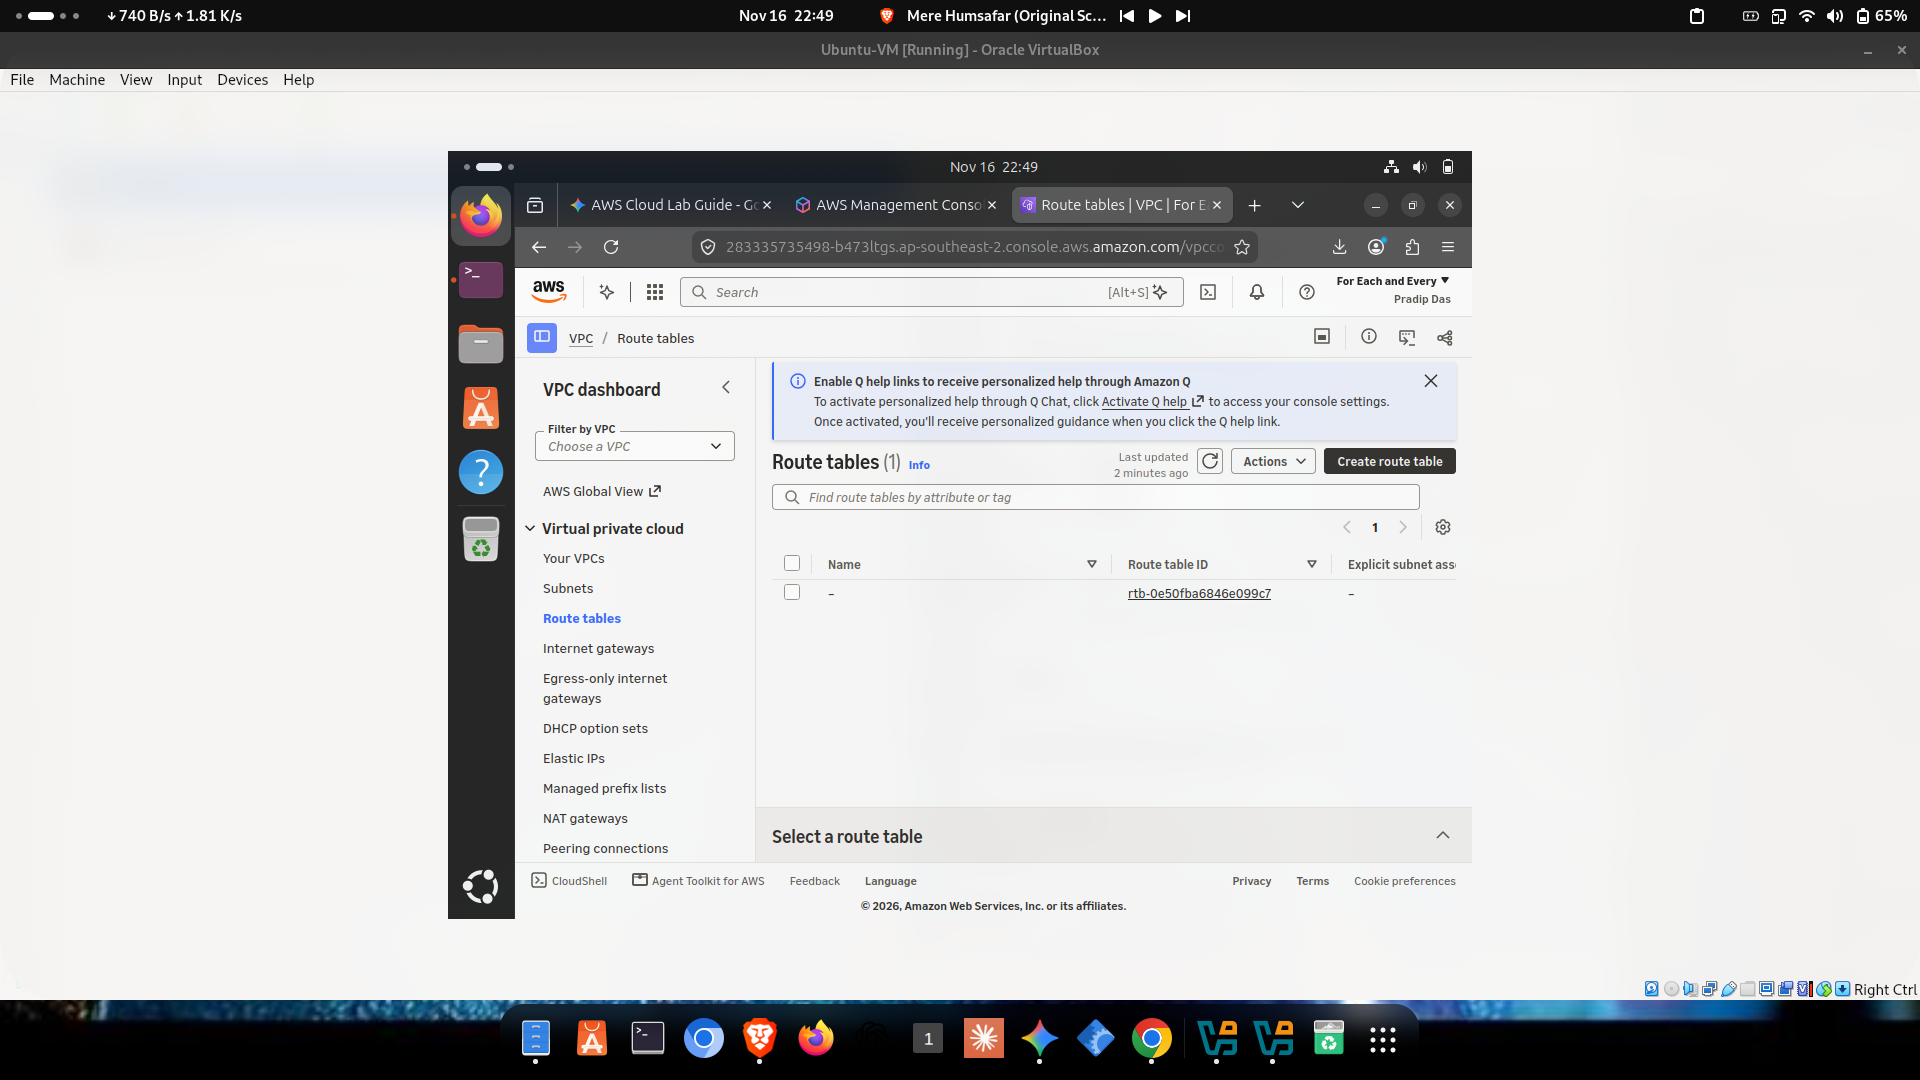 ↓ 740 B/s ↑ 1.81 K/s
Nov 16 22:49
Mere Humsafar (Original Sc...
65%
Ubuntu-VM [Running] - Oracle VirtualBox
File Machine View Input Devices Help
Nov 16 22:49
AWS Cloud Lab Guide - Go
AWS Management Conso
Route tables | VPC | For E
283335735498-b473ltgs.ap-southeast-2.console.aws.amazon.com/vpcco
aws
Search
[Alt+S]
For Each and Every
Pradip Das
VPC / Route tables
VPC dashboard
Filter by VPC
Choose a VPC
AWS Global View
Virtual private cloud
Your VPCs
Subnets
Route tables
Internet gateways
Egress-only internet
gateways
DHCP option sets
Elastic IPs
Managed prefix lists
NAT gateways
Peering connections
Enable Q help links to receive personalized help through Amazon Q
To activate personalized help through Q Chat, click Activate Q help to access your console settings.
Once activated, you'll receive personalized guidance when you click the Q help link.
Route tables (1) Info
Last updated
2 minutes ago
Actions
Create route table
Find route tables by attribute or tag
1
Name Route table ID Explicit subnet ass
– rtb-0e50fba6846e099c7 –
Select a route table
CloudShell Agent Toolkit for AWS Feedback Language Privacy Terms Cookie preferences
© 2026, Amazon Web Services, Inc. or its affiliates.
Right Ctrl
1